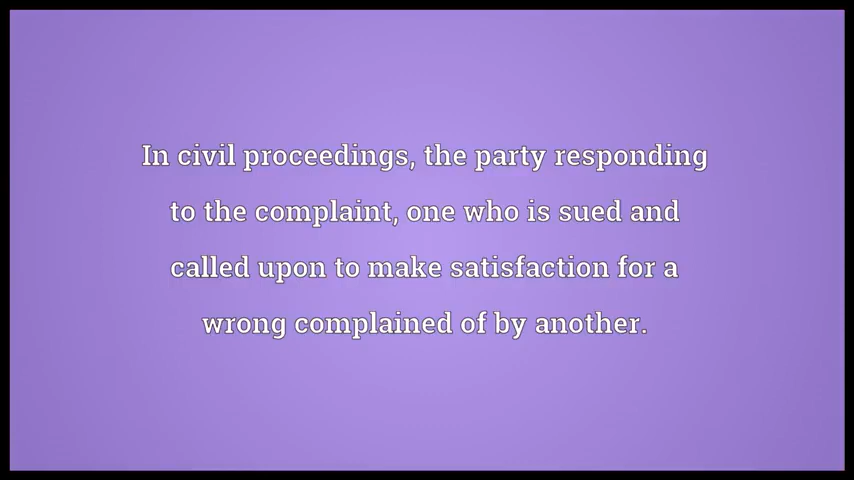 In civil proceedings, the party responding
to the complaint, one who is sued and
called upon to make satisfaction for a
wrong complained of by another.